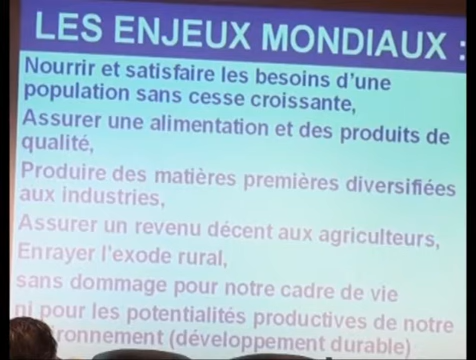 LES ENJEUX MONDIAUX :
Nourrir et satisfaire les besoins d'une
population sans cesse croissante,
Assurer une alimentation et des produits de
qualité,
Produire des matières premières diversifiées
aux industries,
Assurer un revenu décent aux agriculteurs,
Enrayer l'exode rural,
sans dommage pour notre cadre de vie
ni pour les potentialités productives de notre
ironnement (développement durable)